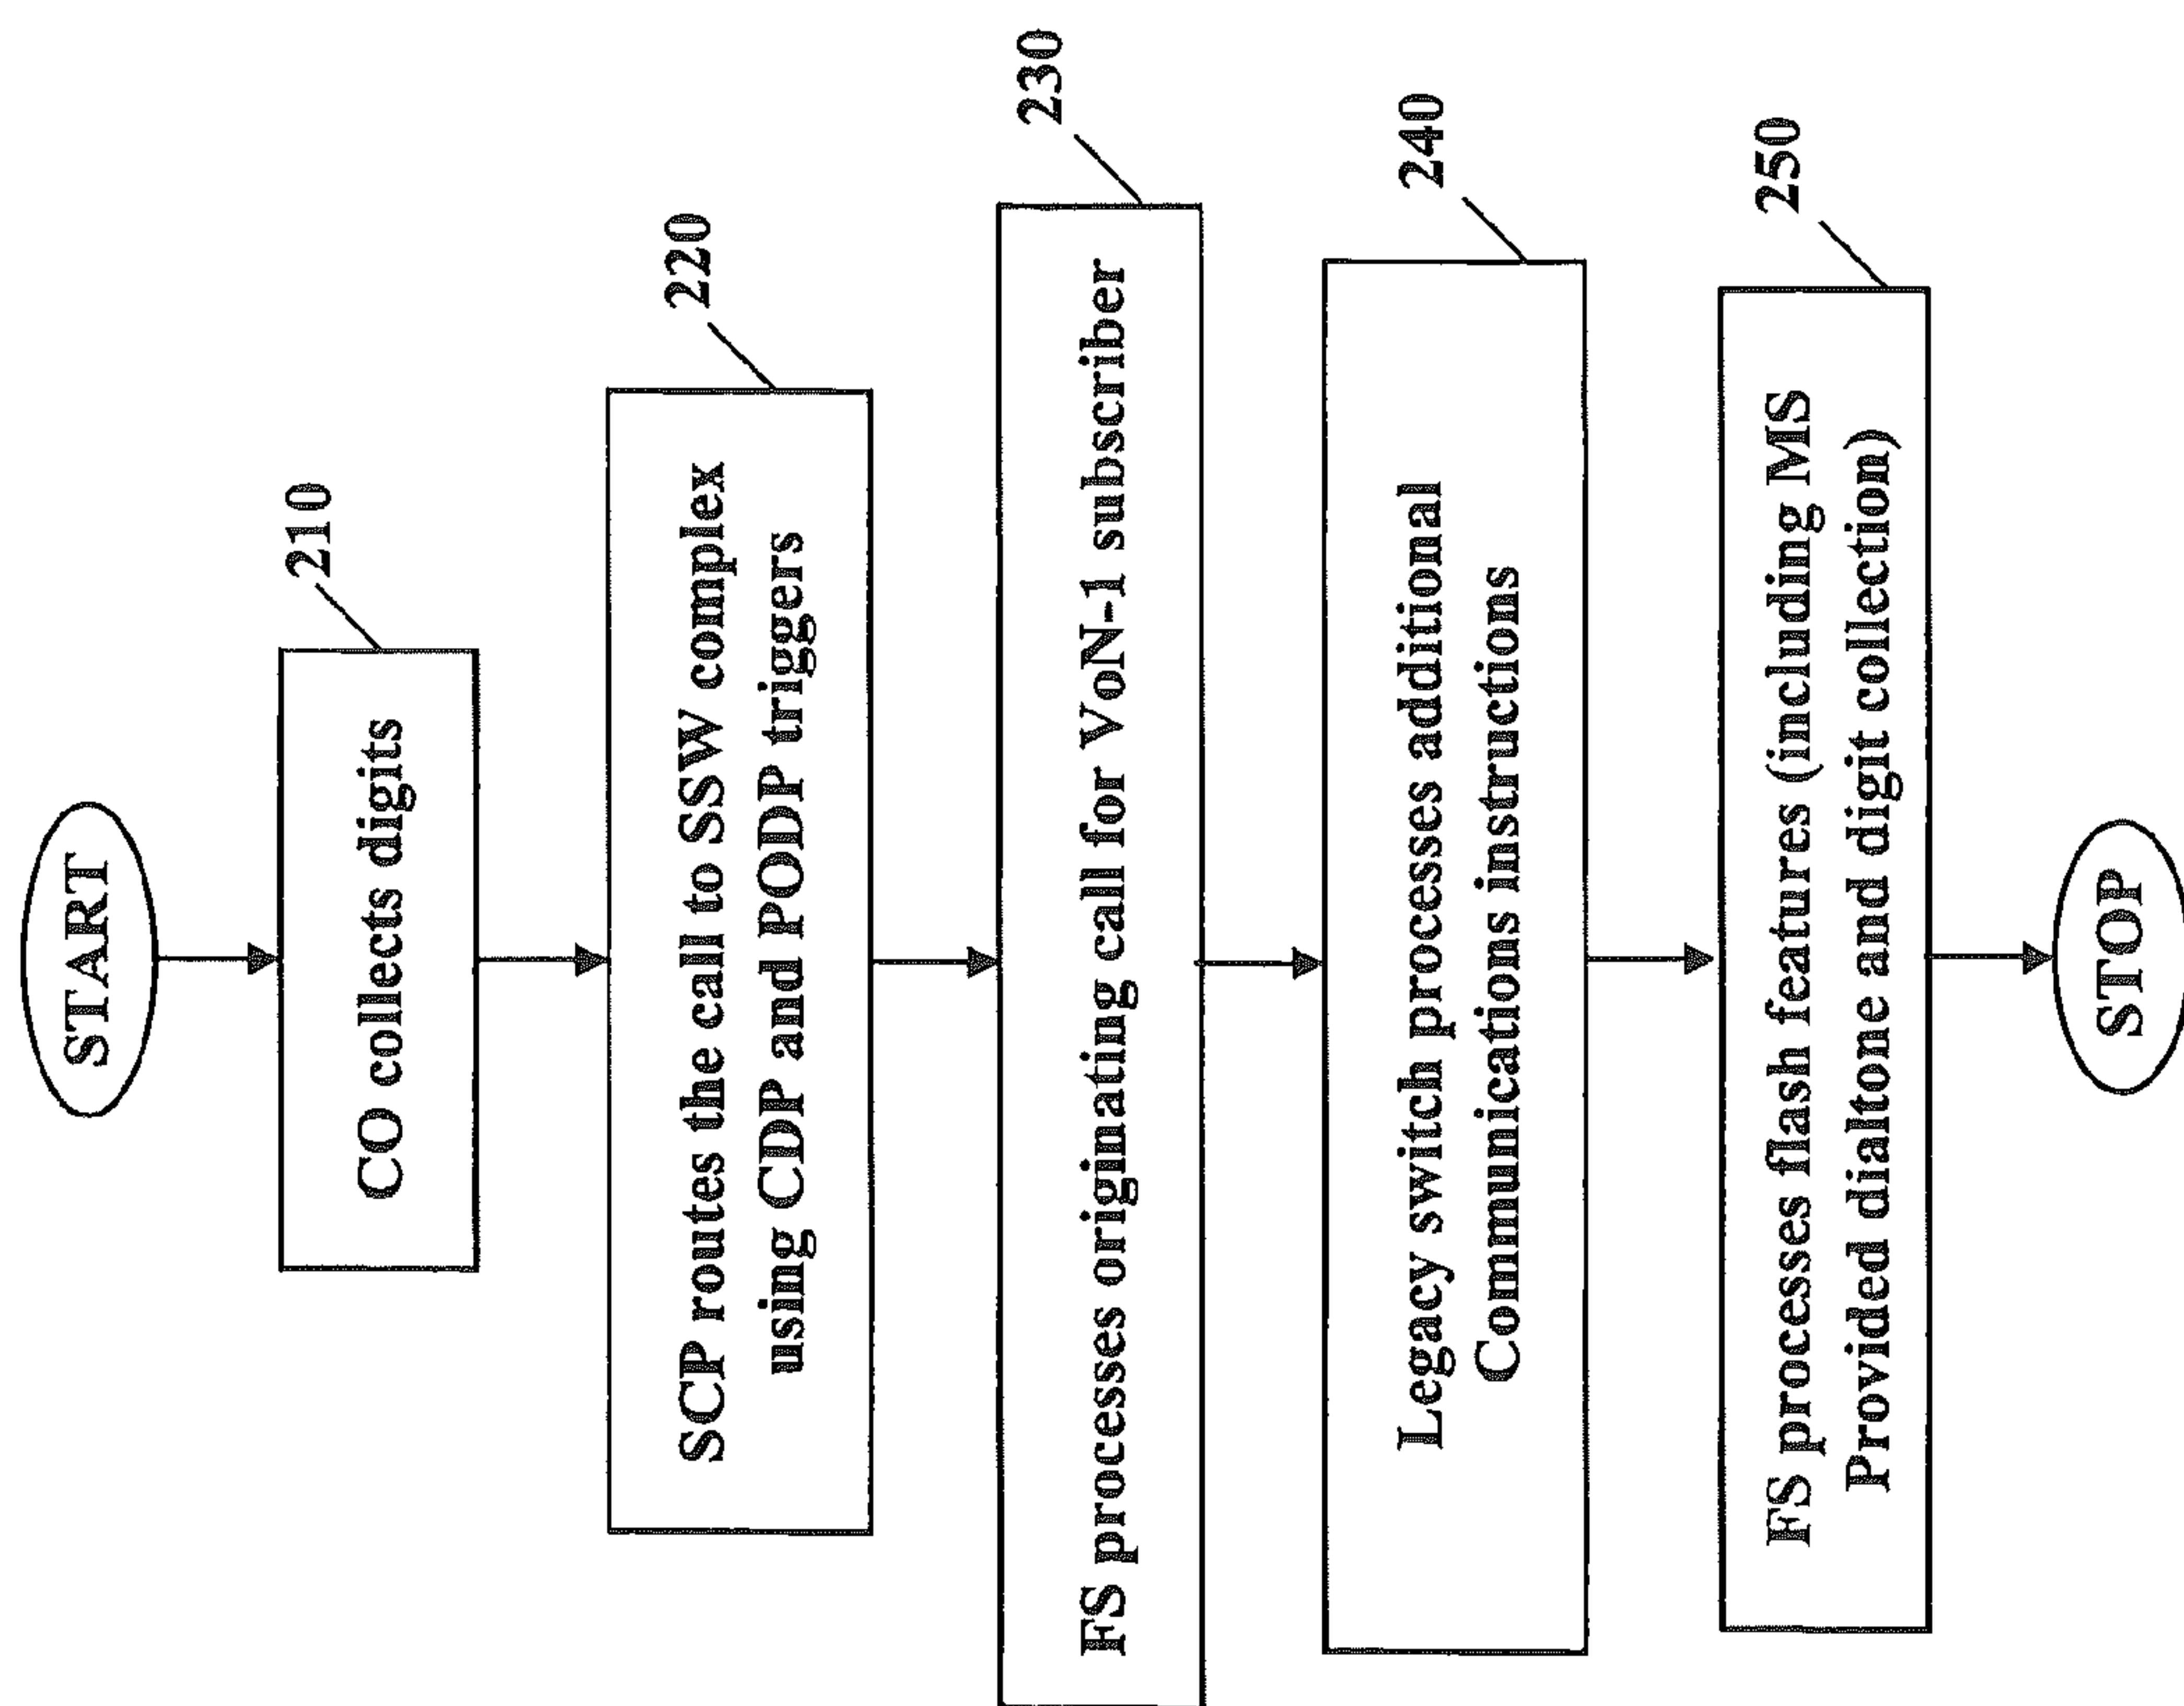 START
210
CO collects digits
220
SCP routes the call to SSW complex
using CDP and PODP triggers
230
FS processes originating call for VoN-1 subscriber
240
Legacy switch processes additional
Communications instructions
250
FS processes flash features (including MS
Provided dialtone and digit collection)
STOP